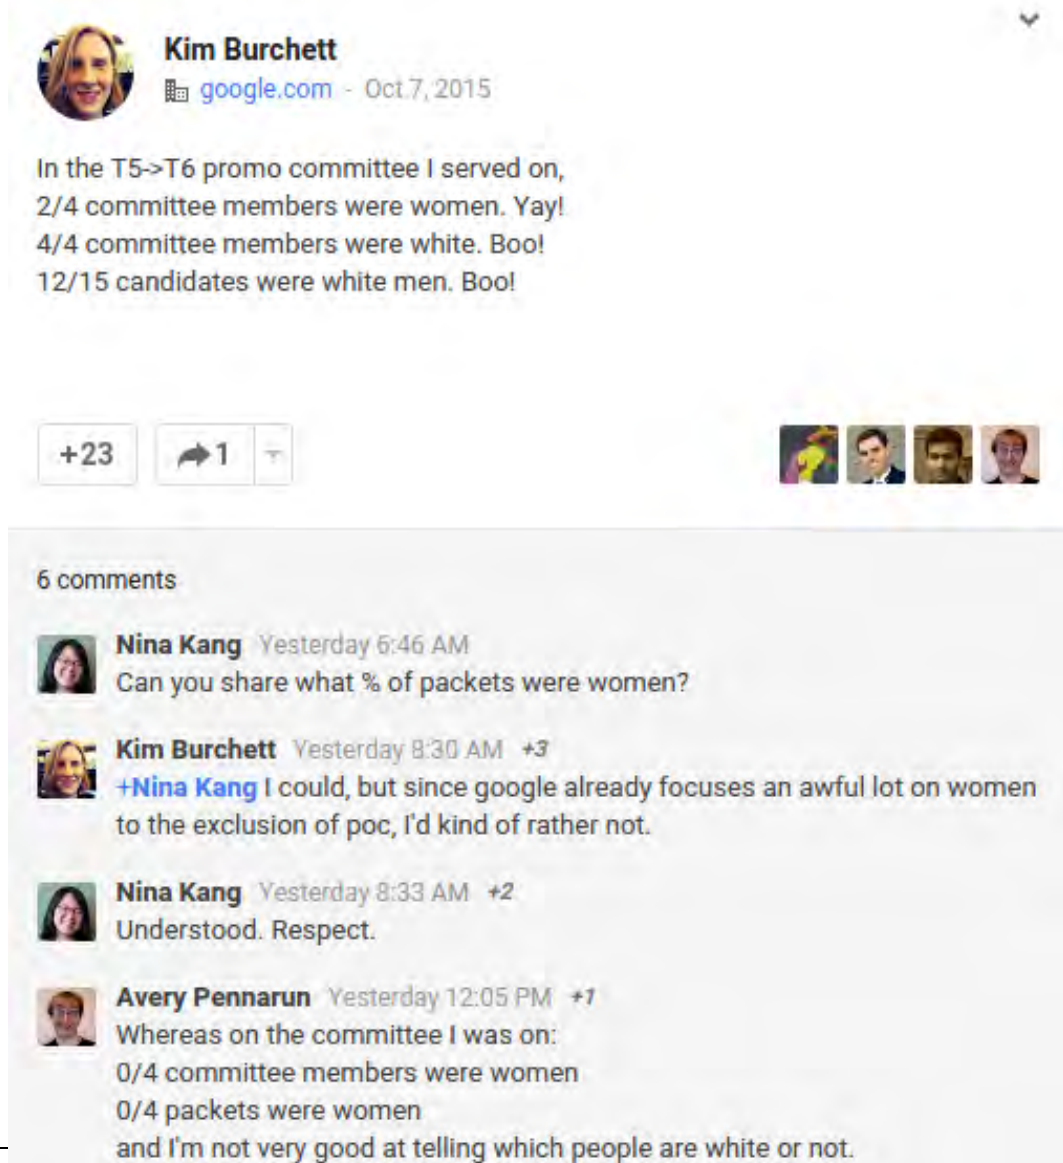 Kim Burchett
google.com - Oct 7, 2015
In the T5->T6 promo committee I served on,
2/4 committee members were women. Yay!
4/4 committee members were white. Boo!
12/15 candidates were white men. Boo!
+23
1
6 comments
Nina Kang Yesterday 6:46 AM
Can you share what % of packets were women?
Kim Burchett Yesterday 8:30 AM +3
+Nina Kang I could, but since google already focuses an awful lot on women
to the exclusion of poc, I'd kind of rather not.
Nina Kang Yesterday 8:33 AM +2
Understood. Respect.
Avery Pennarun Yesterday 12:05 PM +1
Whereas on the committee I was on:
0/4 committee members were women
0/4 packets were women
and I'm not very good at telling which people are white or not.